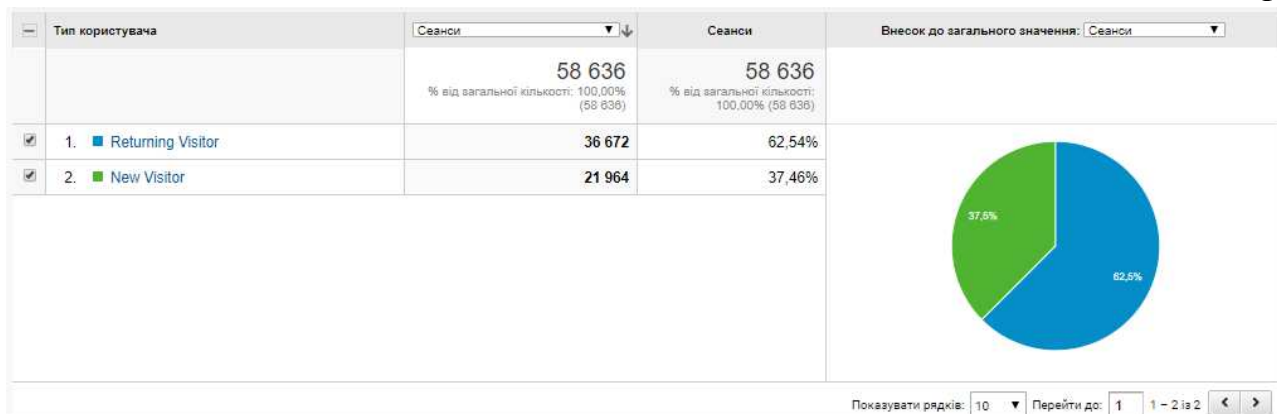 Тип користувача
Сеанси
Сеанси
Внесок до загального значення: Сеанси
58 636
% від загальної кількості: 100,00%
(58 636)
58 636
% від загальної кількості:
100,00% (58 636)
1. Returning Visitor 36 672 62,54%
2. New Visitor 21 964 37,46%
37,5%
62,5%
Показувати рядків: 10 Перейти до: 1 1 – 2 із 2